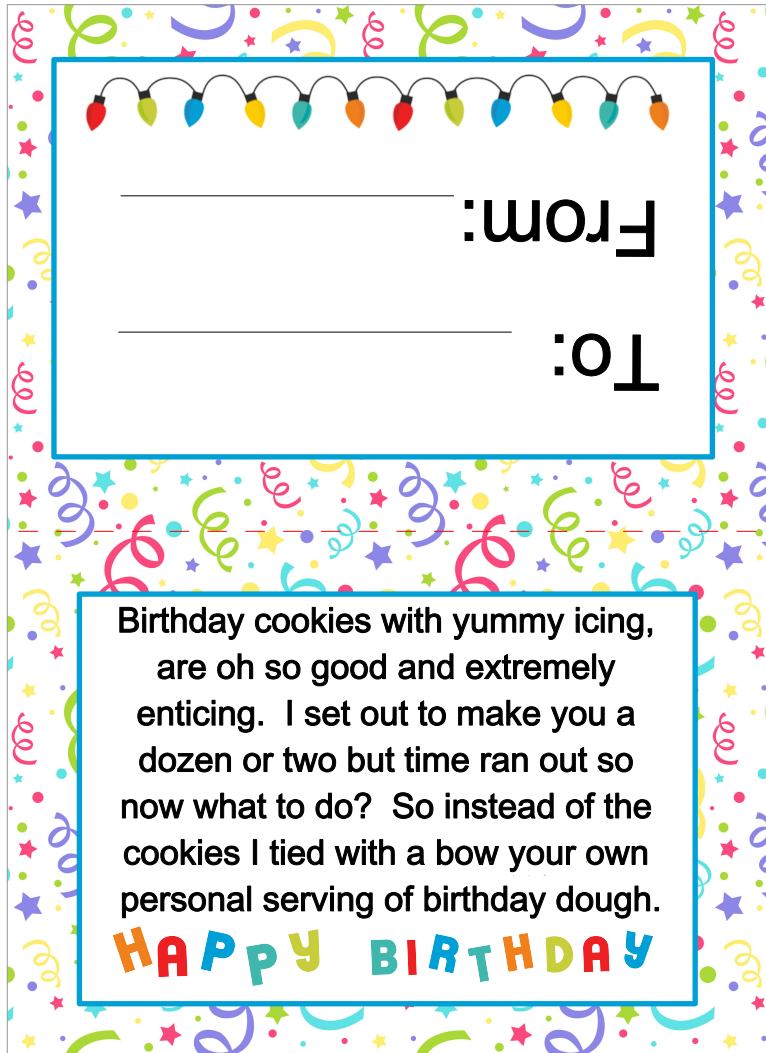 To:
From:
Birthday cookies with yummy icing,
are oh so good and extremely
enticing.  I set out to make you a
dozen or two but time ran out so
now what to do?  So instead of the
cookies I tied with a bow your own
personal serving of birthday dough.
HAPPY BIRTHDAY